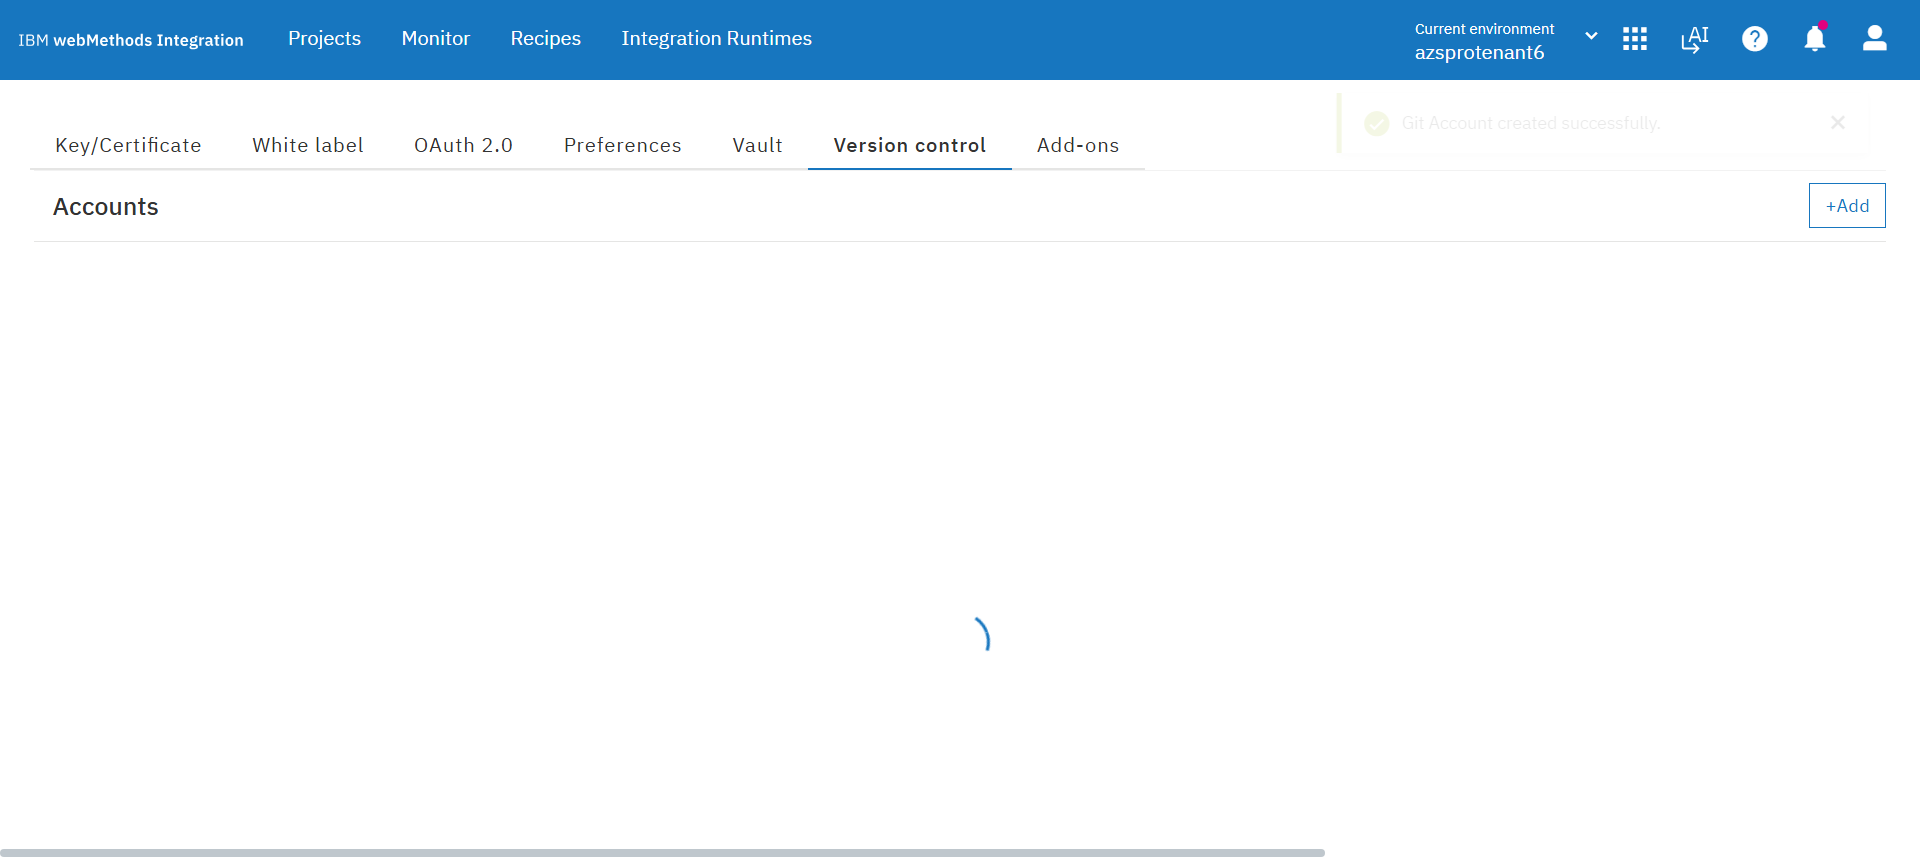 IBM webMethods Integration
Projects
Monitor
Recipes
Integration Runtimes
Current environment
azsprotenant6
AI
?
Git Account created successfully.
Key/Certificate
White label
OAuth 2.0
Preferences
Vault
Version control
Add-ons
Accounts
+Add